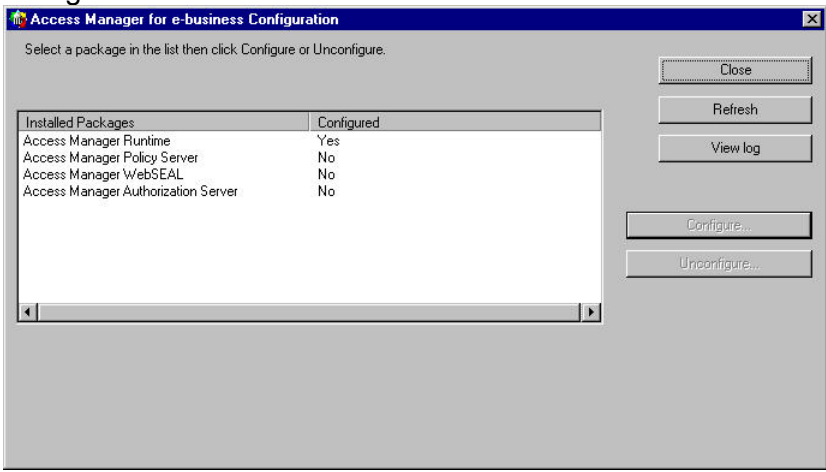 Access Manager for e-business Configuration
Select a package in the list then click Configure or Unconfigure.
Close
Refresh
View log
Installed Packages Configured
Access Manager Runtime Yes
Access Manager Policy Server No
Access Manager WebSEAL No
Access Manager Authorization Server No
Configure...
Unconfigure...